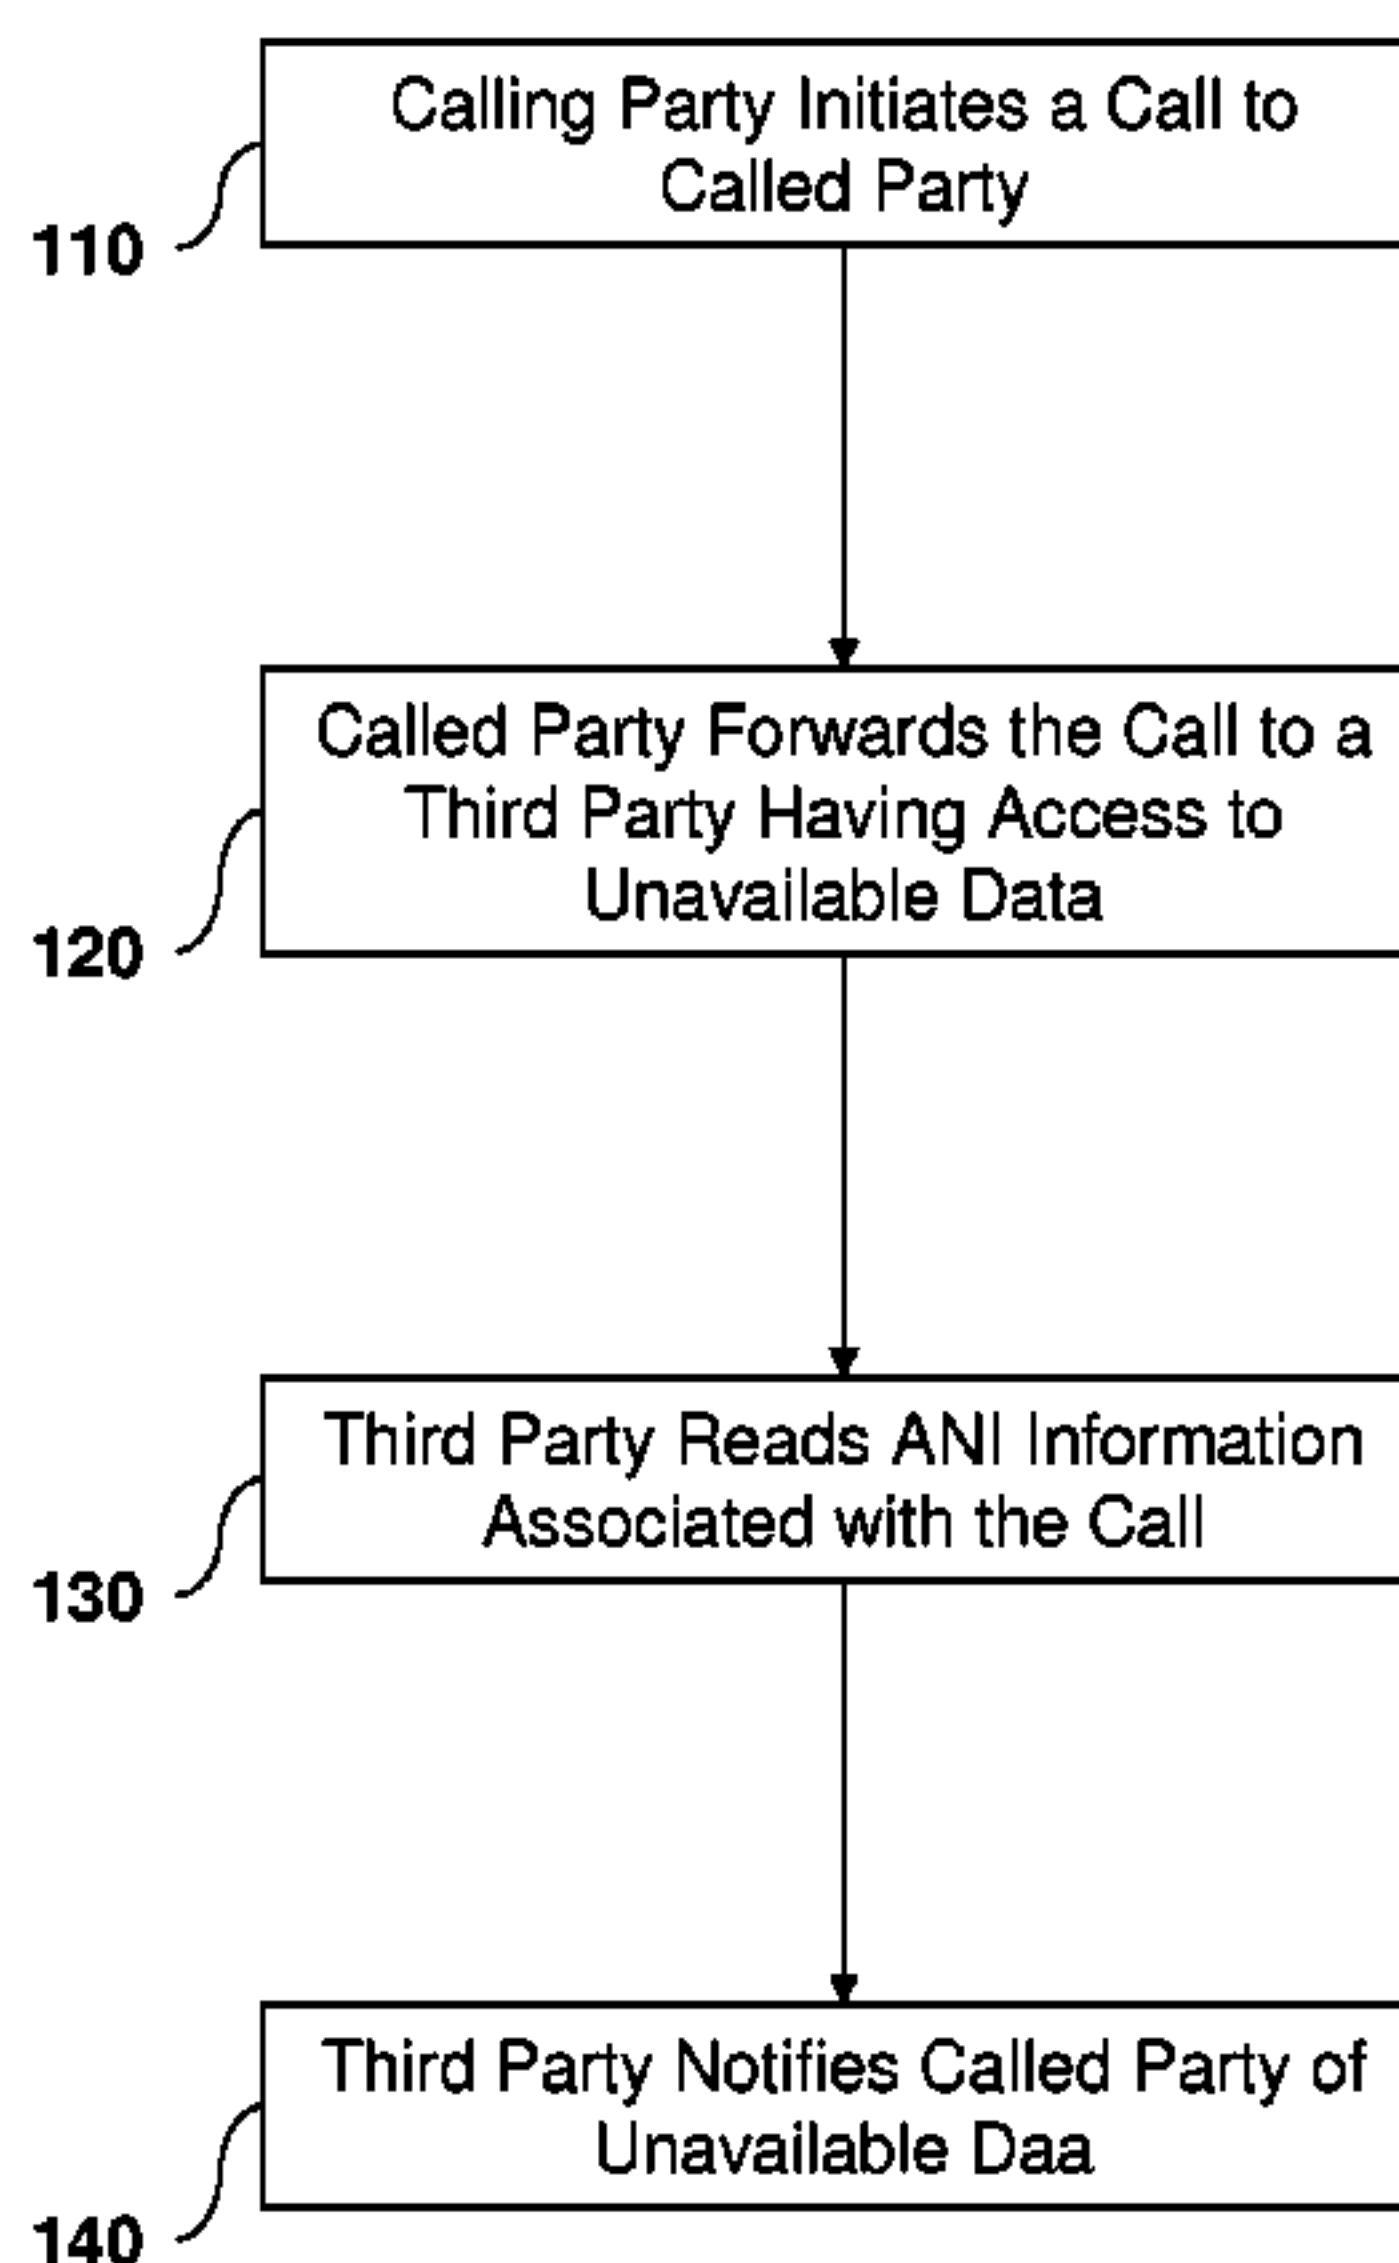 Calling Party Initiates a Call to
Called Party
110
Called Party Forwards the Call to a
Third Party Having Access to
Unavailable Data
120
Third Party Reads ANI Information
Associated with the Call
130
Third Party Notifies Called Party of
Unavailable Daa
140